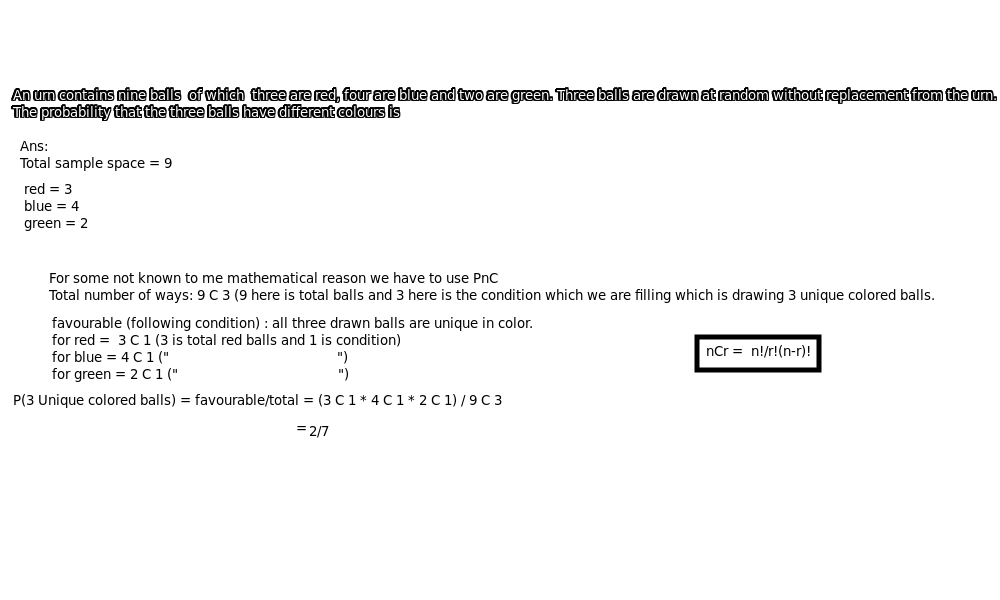 An urn contains nine balls  of which  three are red, four are blue and two are green. Three balls are drawn at random without replacement from the urn.
The probability that the three balls have different colours is
Ans:
Total sample space = 9
red = 3
blue = 4
green = 2
For some not known to me mathematical reason we have to use PnC
Total number of ways: 9 C 3 (9 here is total balls and 3 here is the condition which we are filling which is drawing 3 unique colored balls.
favourable (following condition) : all three drawn balls are unique in color.
for red =  3 C 1 (3 is total red balls and 1 is condition)
for blue = 4 C 1 ("                                        ")
for green = 2 C 1 ("                                      ")
nCr =  n!/r!(n-r)!
P(3 Unique colored balls) = favourable/total = (3 C 1 * 4 C 1 * 2 C 1) / 9 C 3
= 2/7